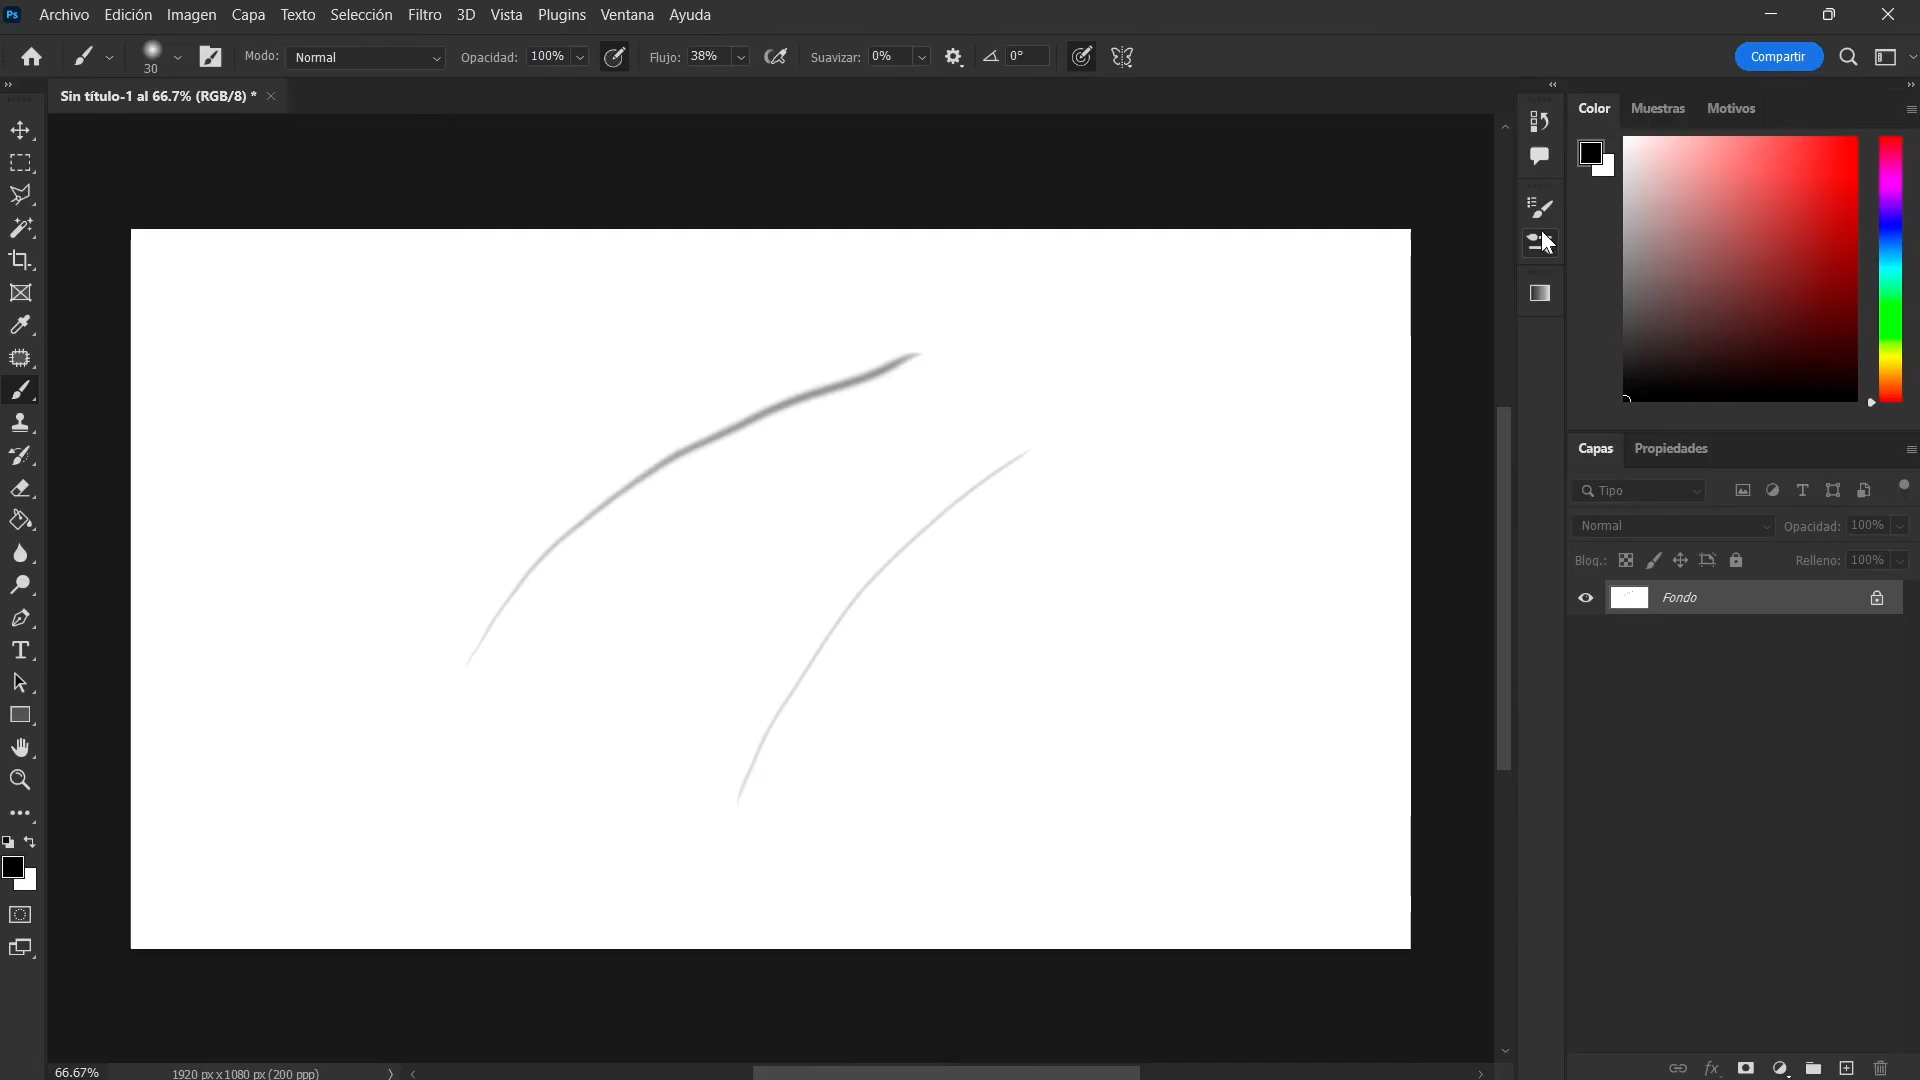 Ps Archivo Edición Imagen Capa Texto Selección Filtro 3D Vista Plugins Ventana Ayuda
30 Modo: Normal Opacidad: 100% Flujo: 38% Suavizar: 0% 0° Compartir
Sin título-1 al 66.7% (RGB/8) *
Color Muestras Motivos
Capas Propiedades
Tipo
Normal Opacidad: 100%
Bloq.: Relleno: 100%
Fondo
fx
66.67% 1920 px x 1080 px (200 ppp)